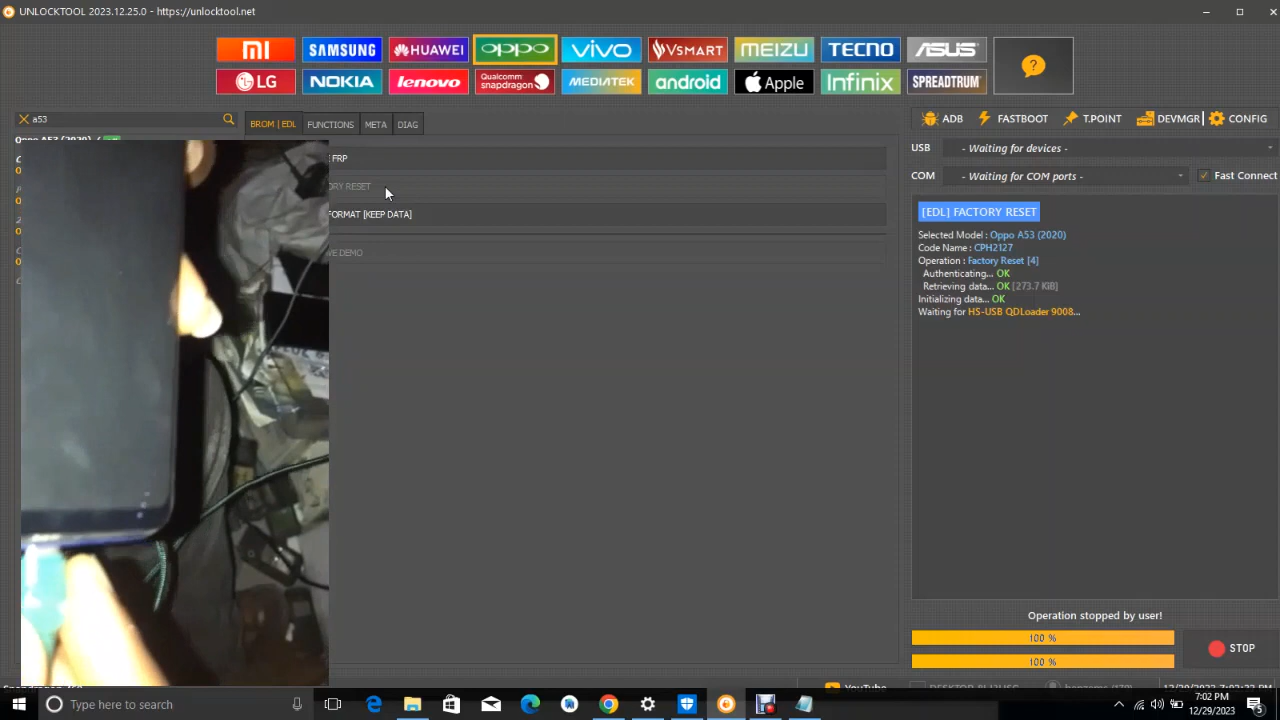 UNLOCKTOOL 2023.12.25.0 - https://unlocktool.net
MI SAMSUNG HUAWEI oppo vivo VSMART MEIZU TECNO ASUS ?
LG NOKIA lenovo Qualcomm snapdragon MEDIATEK android Apple Infinix SPREADTRUM
a53
BROM | EDL FUNCTIONS META DIAG
ADB FASTBOOT T.POINT DEVMGR CONFIG
FRP
RESET
FORMAT [KEEP DATA]
DEMO
USB - Waiting for devices -
COM - Waiting for COM ports - Fast Connect
[EDL] FACTORY RESET
Selected Model : Oppo A53 (2020)
Code Name : CPH2127
Operation : Factory Reset [4]
Authenticating... OK
Retrieving data... OK [273.7 KiB]
Initializing data... OK
Waiting for HS-USB QDLoader 9008...
Operation stopped by user!
100 %
100 %
STOP
YouTube
Type here to search
7:02 PM
12/29/2023
5